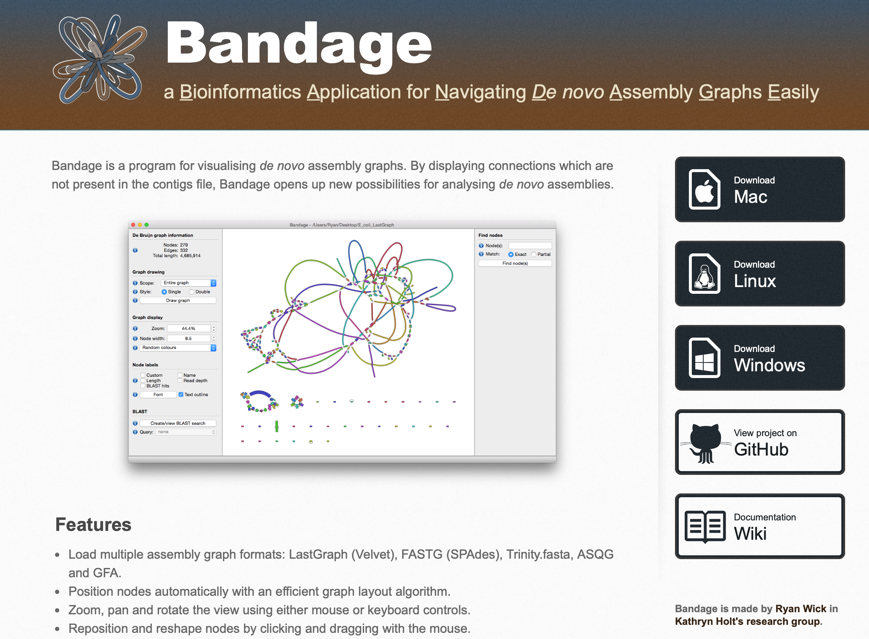 Bandage
a Bioinformatics Application for Navigating De novo Assembly Graphs Easily
Bandage is a program for visualising de novo assembly graphs. By displaying connections which are
not present in the contigs file, Bandage opens up new possibilities for analysing de novo assemblies.
Bandage - /Users/Ryan/Desktop/E_coli_LastGraph
De Bruijn graph information
Nodes: 279
Edges: 332
Total length: 4,689,914
Graph drawing
Scope: Entire graph
Style: Single Double
Draw graph
Graph display
Zoom: 44.4%
Node width: 8.5
Random colours
Node labels
Custom Name
Length Read depth
BLAST hits
Font Text outline
BLAST
Create/view BLAST search
Query: none
Find nodes
Node(s):
Match: Exact Partial
Find node(s)
Features
• Load multiple assembly graph formats: LastGraph (Velvet), FASTG (SPAdes), Trinity.fasta, ASQG
and GFA.
• Position nodes automatically with an efficient graph layout algorithm.
• Zoom, pan and rotate the view using either mouse or keyboard controls.
• Reposition and reshape nodes by clicking and dragging with the mouse.
Download
Mac
Download
Linux
Download
Windows
View project on
GitHub
Documentation
Wiki
Bandage is made by Ryan Wick in
Kathryn Holt's research group.